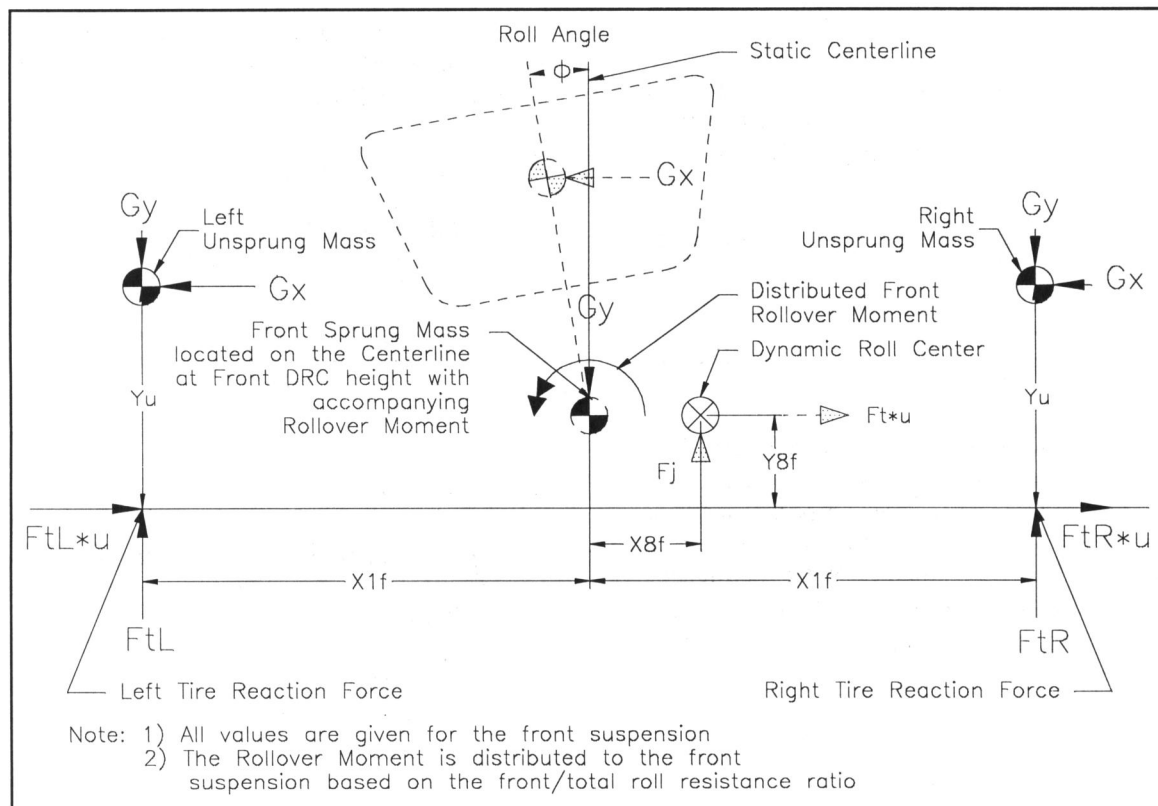 Roll Angle
Φ
Static Centerline
Gx
Gy
Left
Unsprung Mass
Gx
Right
Unsprung Mass
Gy
Gx
Gy
Distributed Front
Rollover Moment
Front Sprung Mass
located on the Centerline
at Front DRC height with
accompanying
Rollover Moment
Dynamic Roll Center
Yu
Yu
Ft*u
Fj
Y8f
FtL*u
X8f
FtR*u
X1f
X1f
FtL
FtR
Left Tire Reaction Force
Right Tire Reaction Force
Note: 1) All values are given for the front suspension
2) The Rollover Moment is distributed to the front
suspension based on the front/total roll resistance ratio